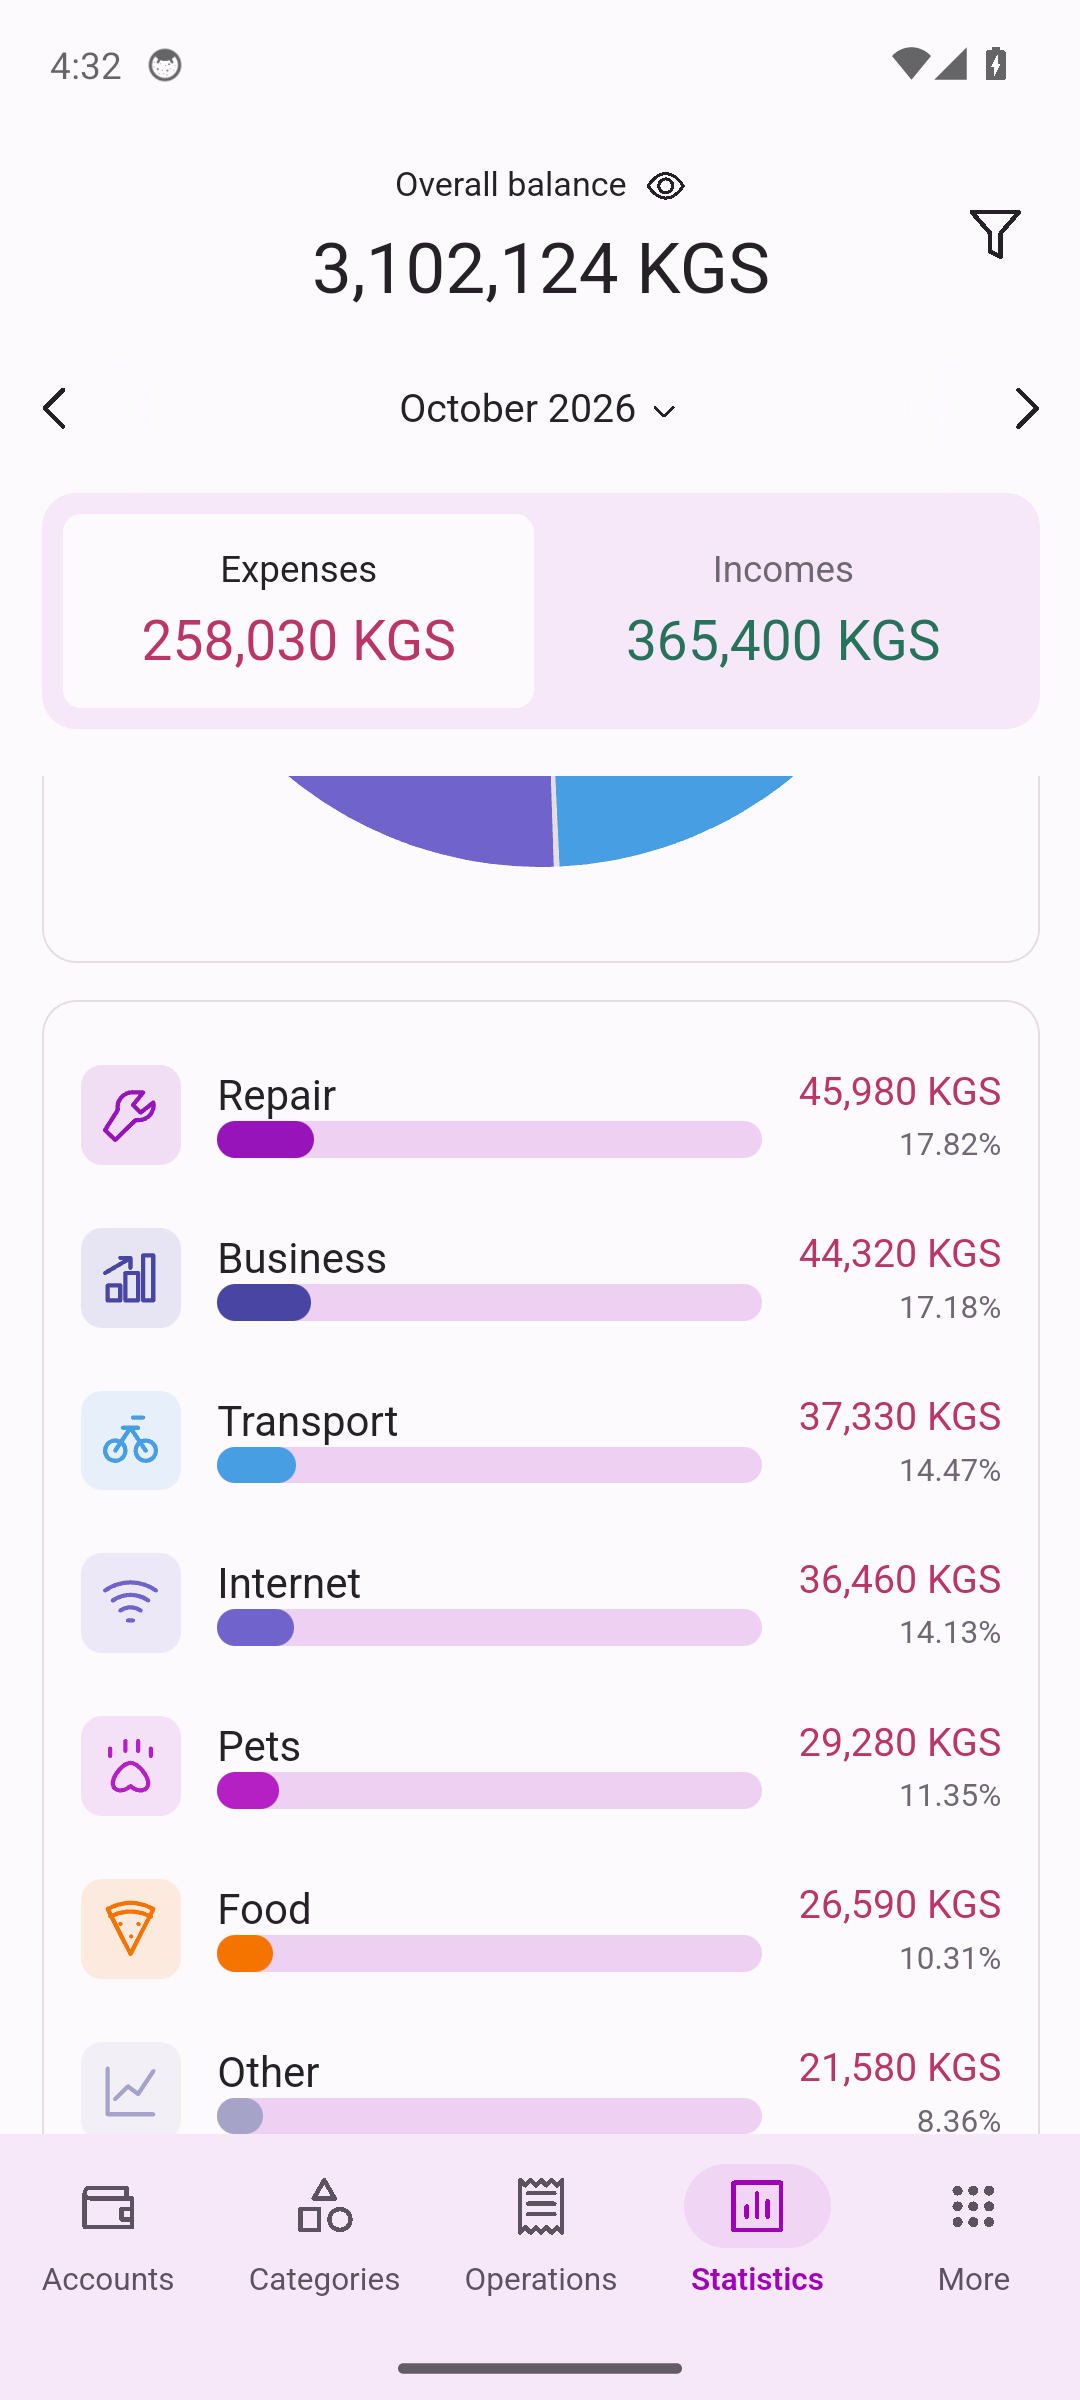 4:32
Overall balance
3,102,124 KGS
October 2026
Expenses
258,030 KGS
Incomes
365,400 KGS
Repair
45,980 KGS
17.82%
Business
44,320 KGS
17.18%
Transport
37,330 KGS
14.47%
Internet
36,460 KGS
14.13%
Pets
29,280 KGS
11.35%
Food
26,590 KGS
10.31%
Other
21,580 KGS
8.36%
Accounts
Categories
Operations
Statistics
More